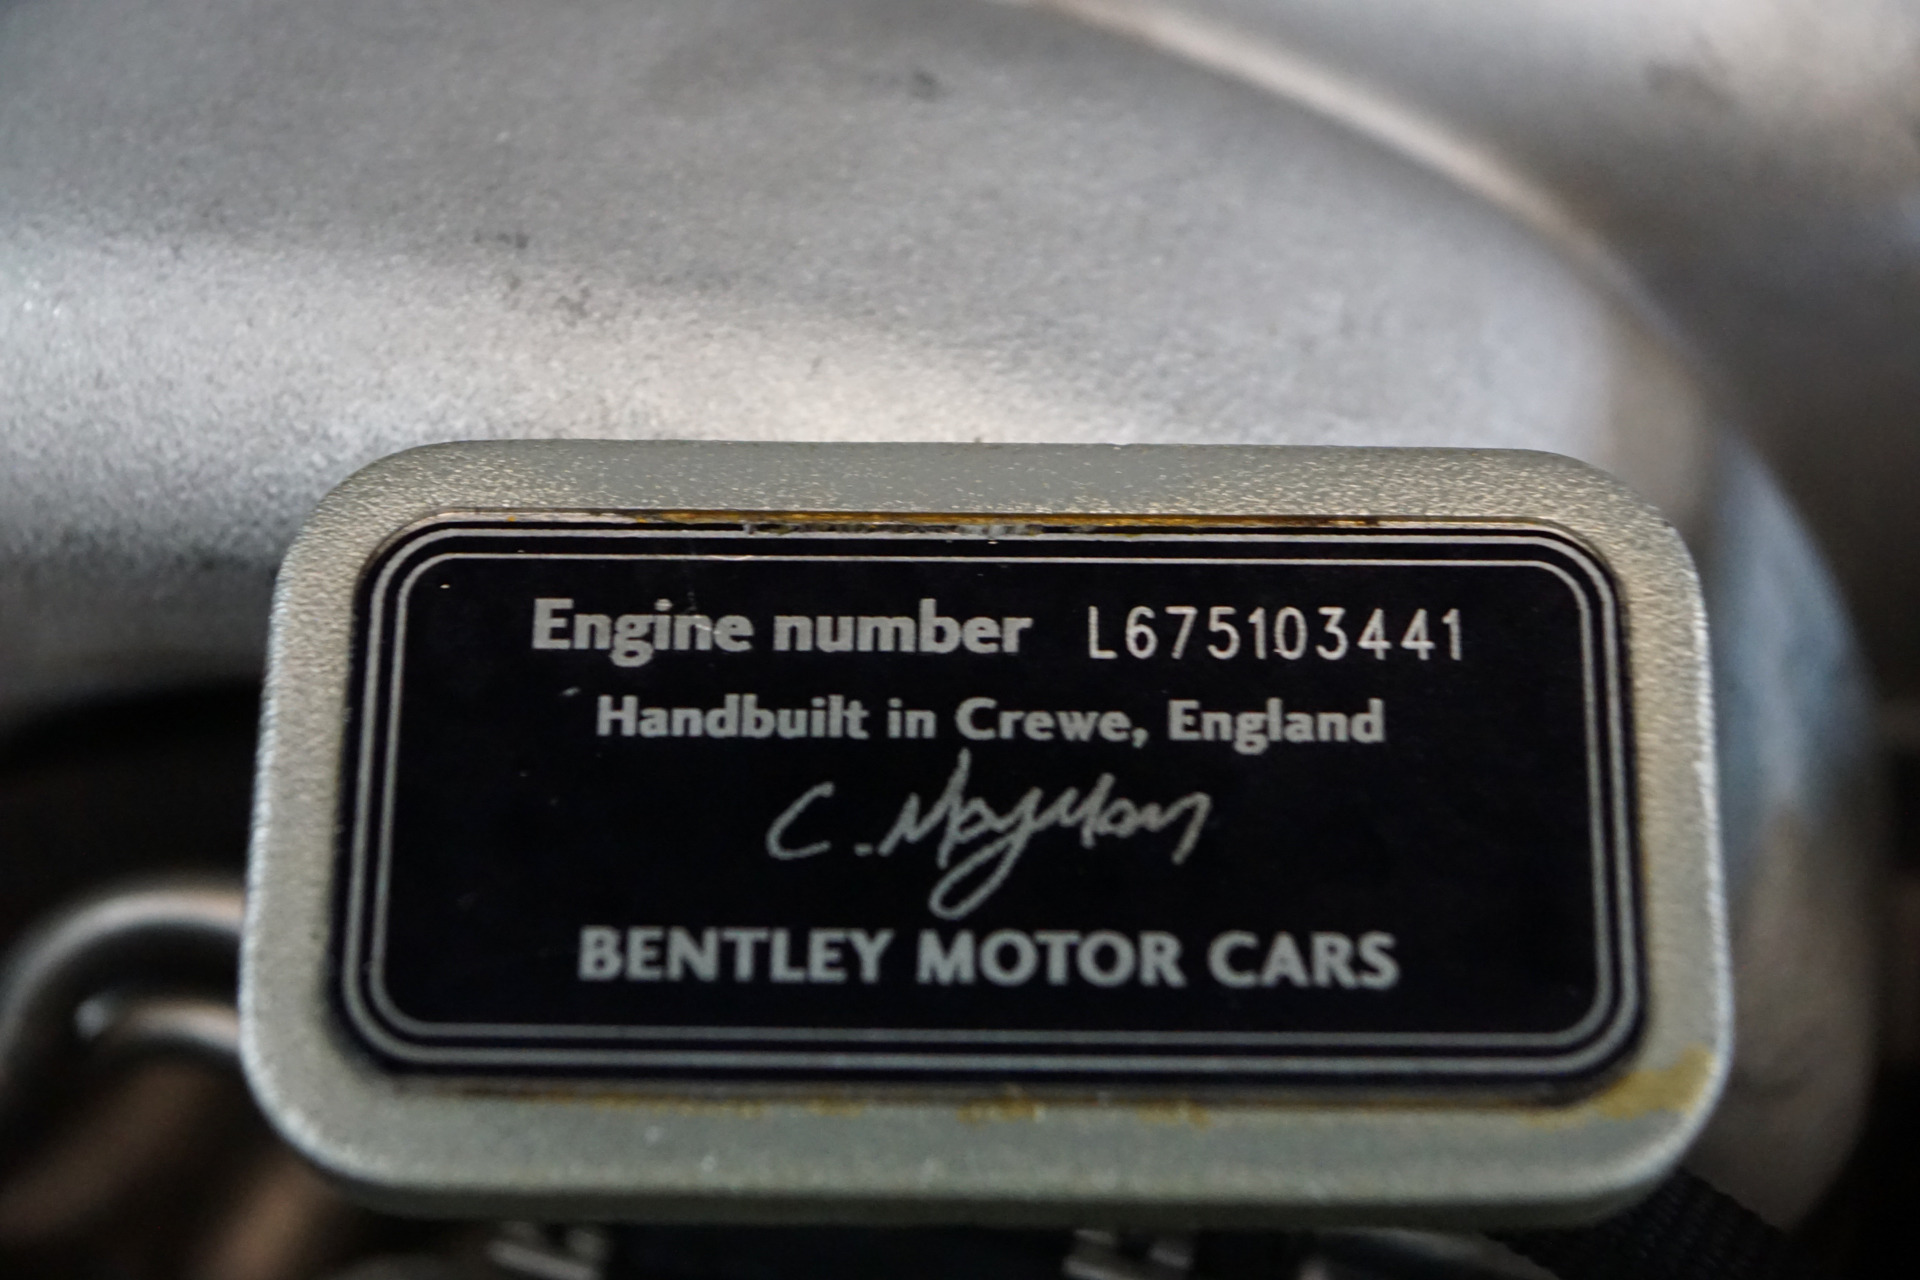 Engine number L675103441
Handbuilt in Crewe, England
BENTLEY MOTOR CARS